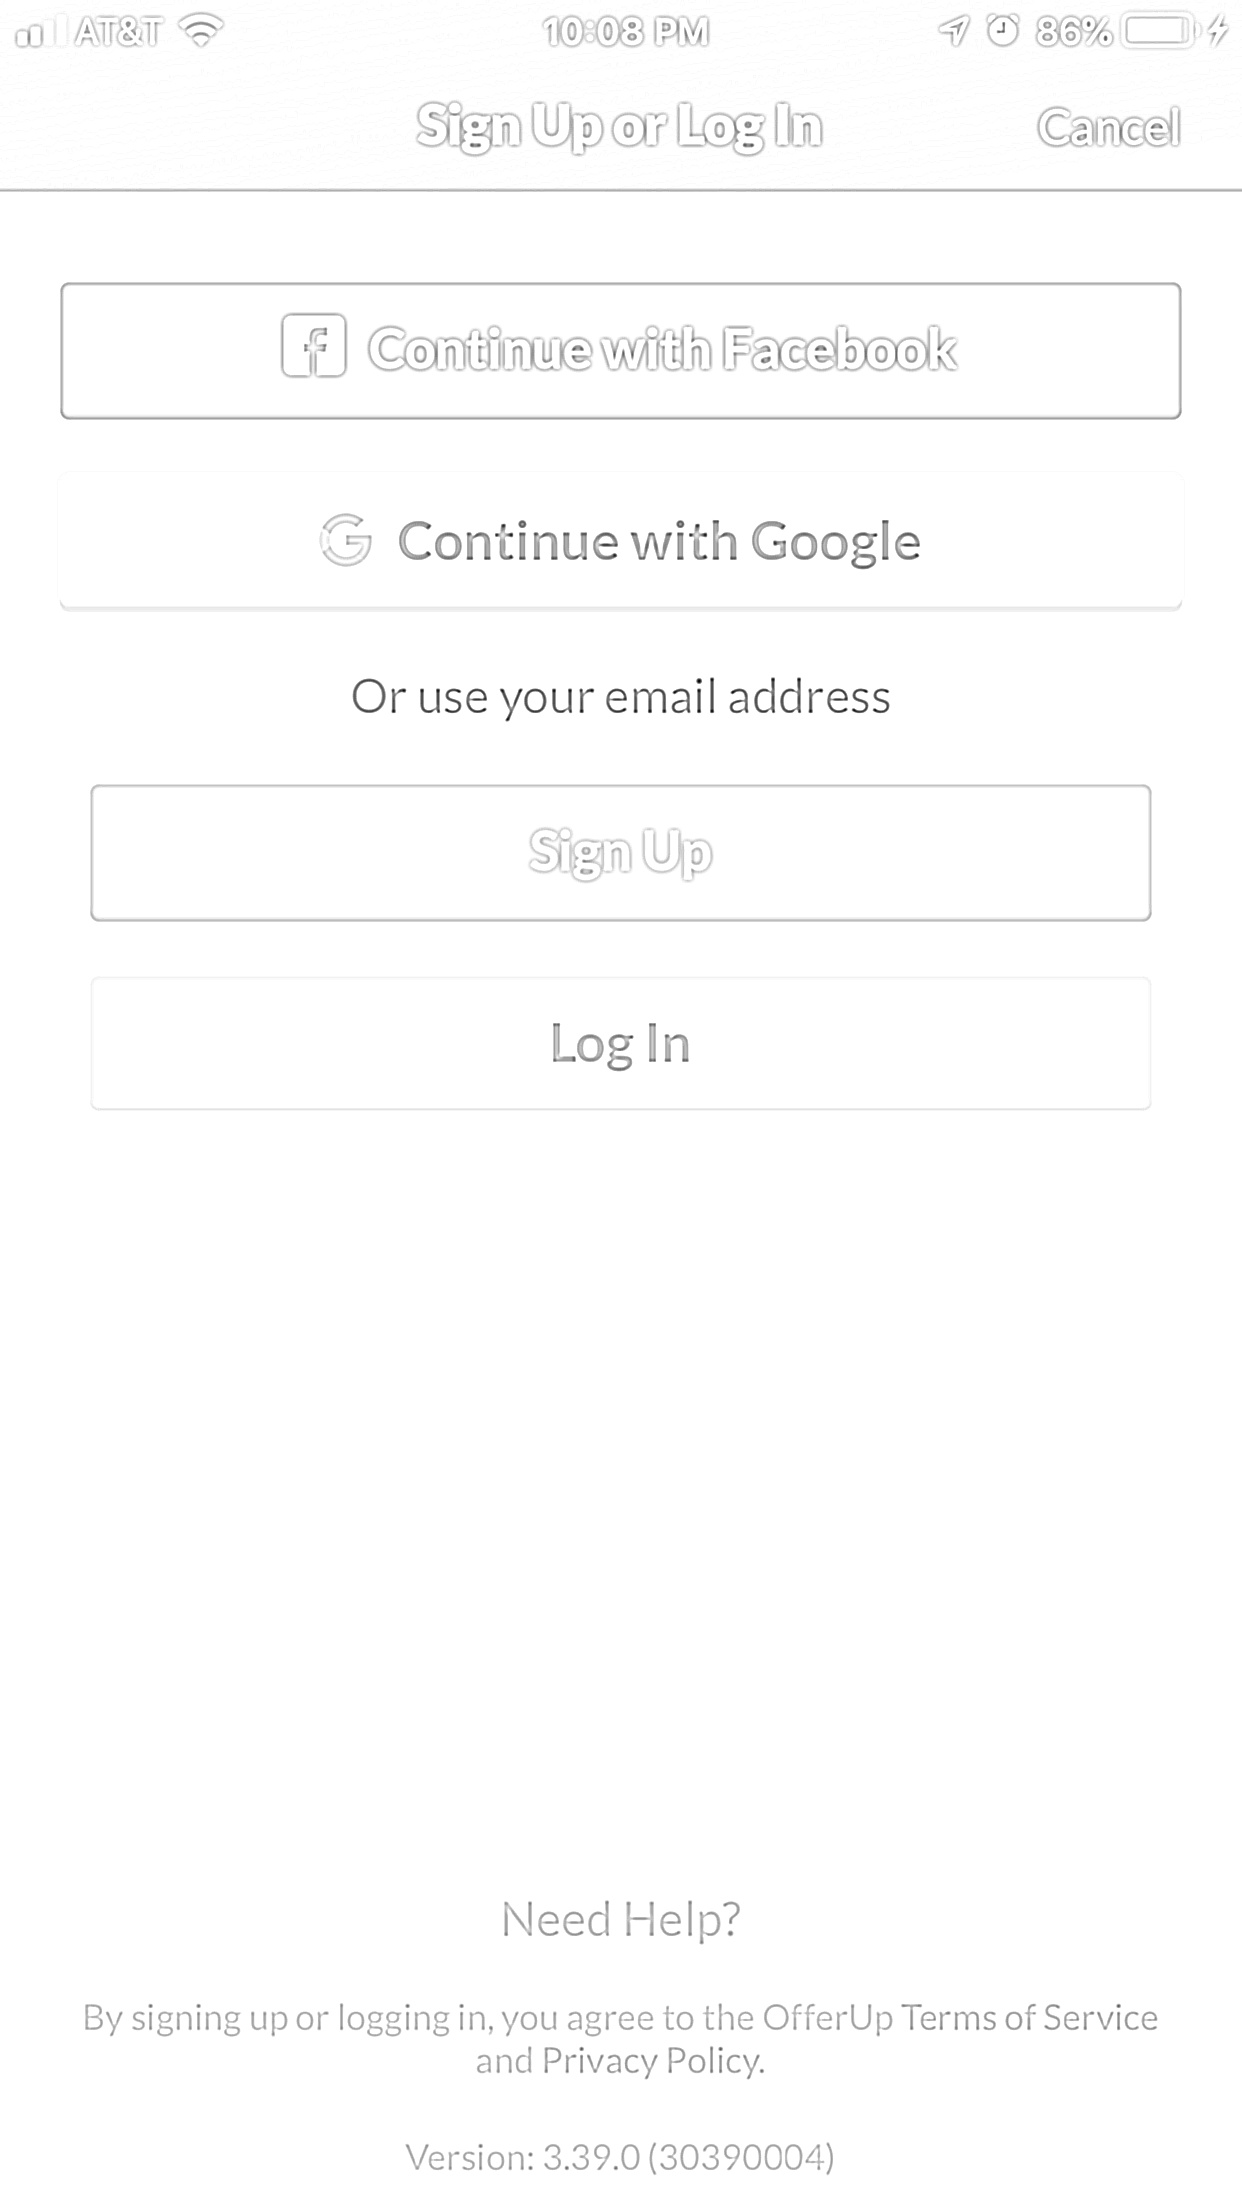 AT&T 10:08 PM 86%
Sign Up or Log In Cancel
f Continue with Facebook
G Continue with Google
Or use your email address
Sign Up
Log In
Need Help?
By signing up or logging in, you agree to the OfferUp Terms of Service
and Privacy Policy.
Version: 3.39.0 (30390004)